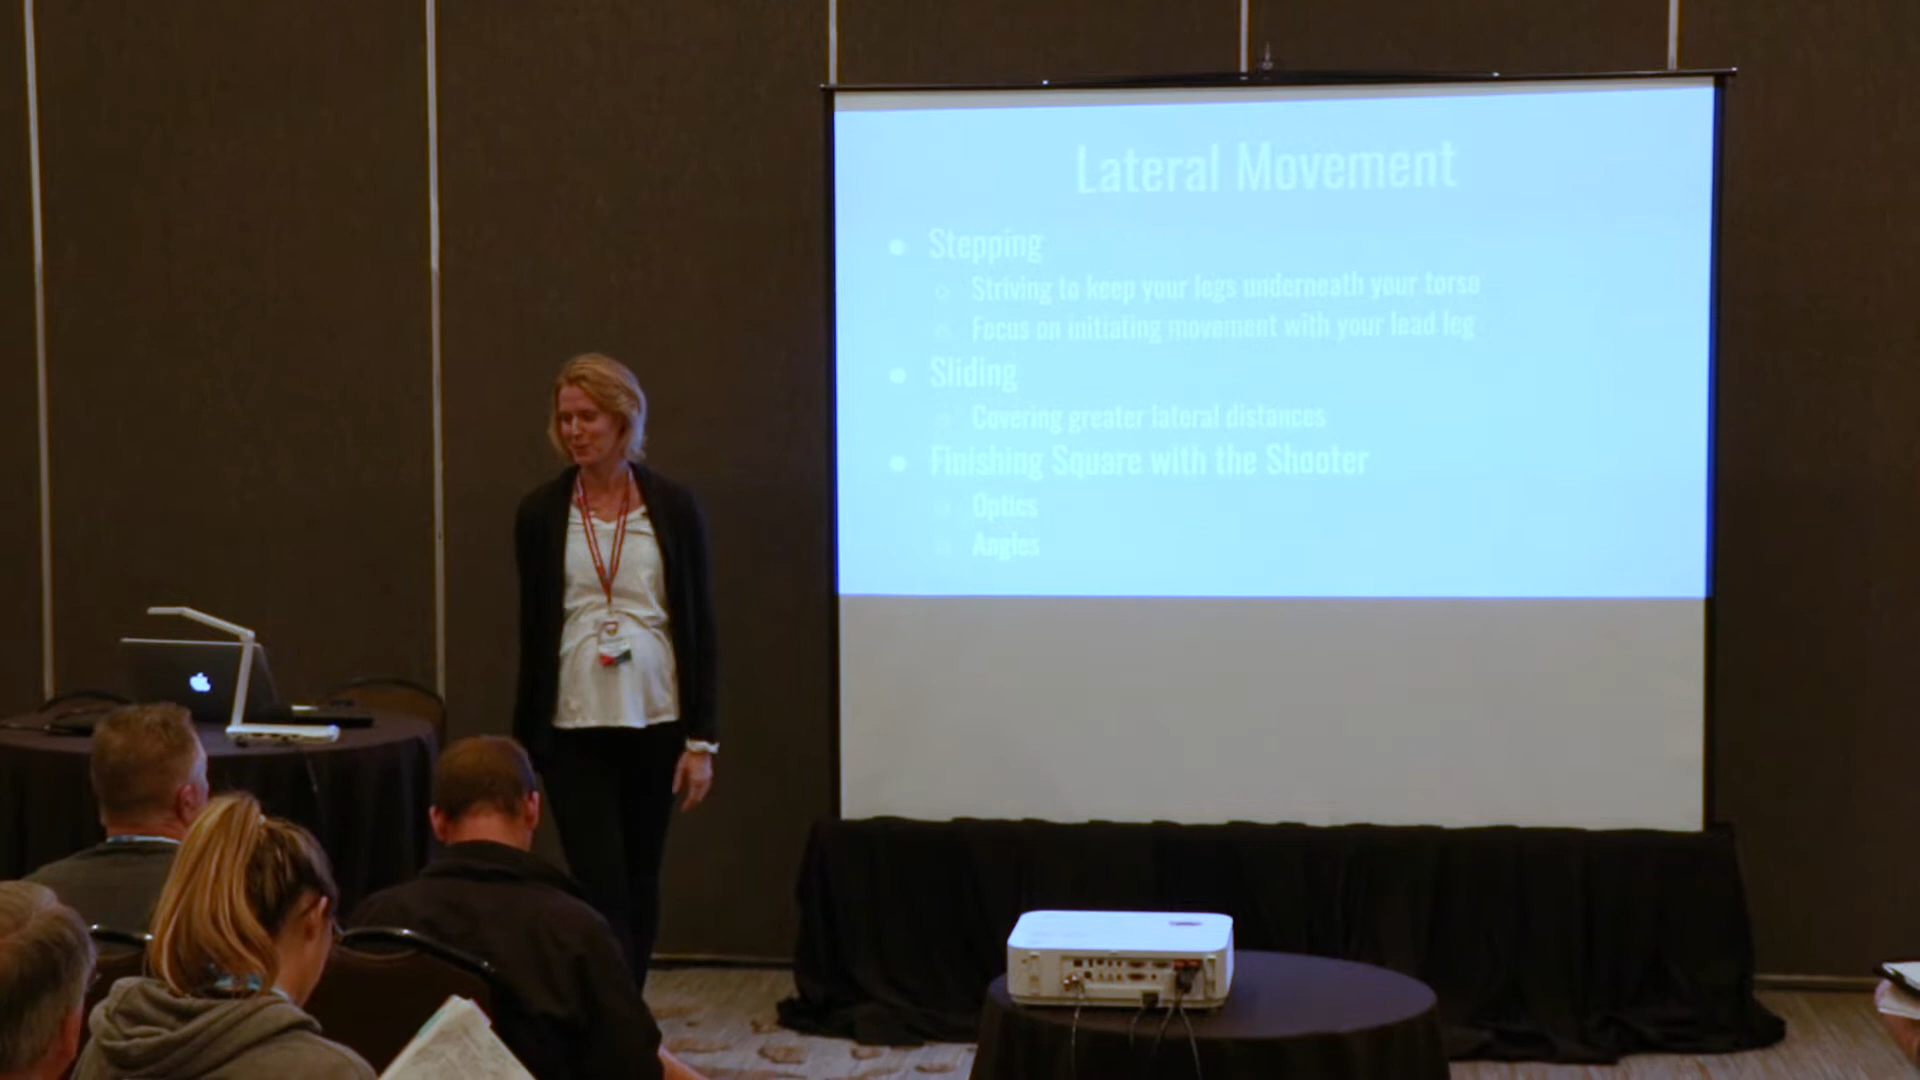 Lateral Movement
Stepping
Striving to keep your legs underneath your torso
Focus on initiating movement with your lead leg
Sliding
Covering greater lateral distances
Finishing Square with the Shooter
Optics
Angles